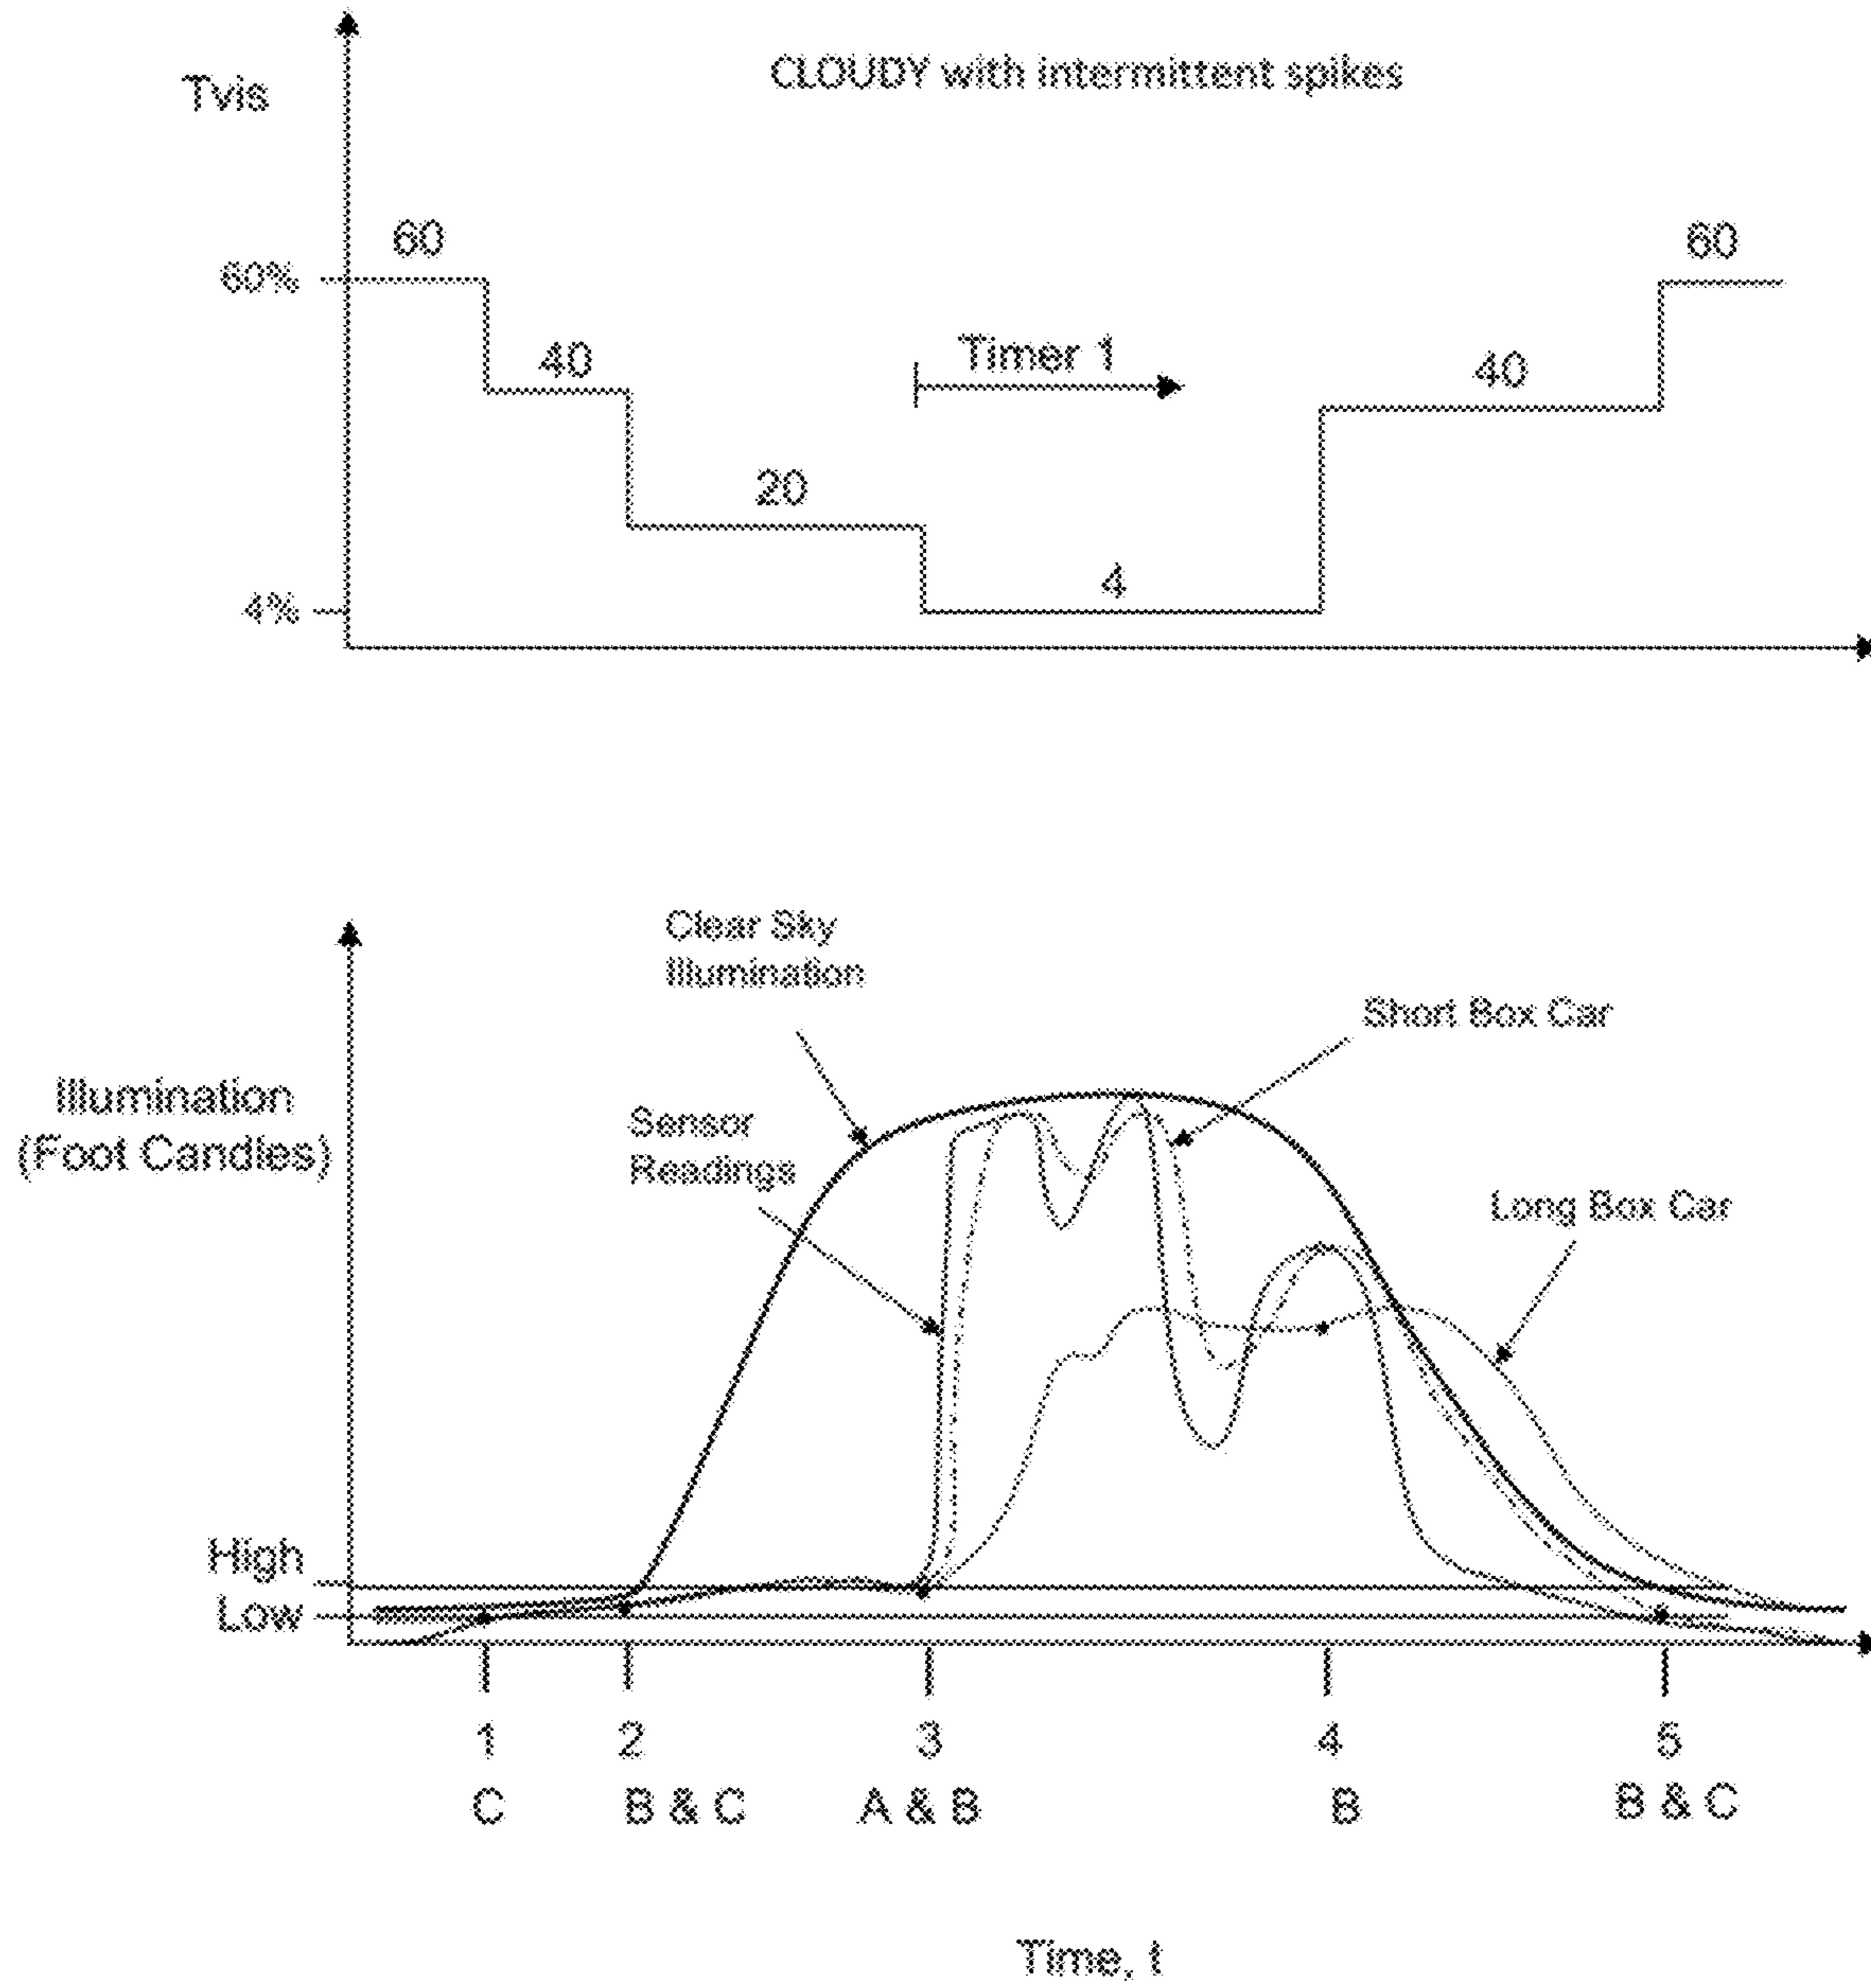 Tvis
CLOUDY with intermittent spikes
60
60
60%
40
Timer 1
40
20
4
4%
Clear Sky
Illumination
Short Box Car
Illumination
(Foot Candles)
Sensor
Readings
Long Box Car
High
Low
1
2
3
4
5
C
B & C
A & B
B
B & C
Time, t